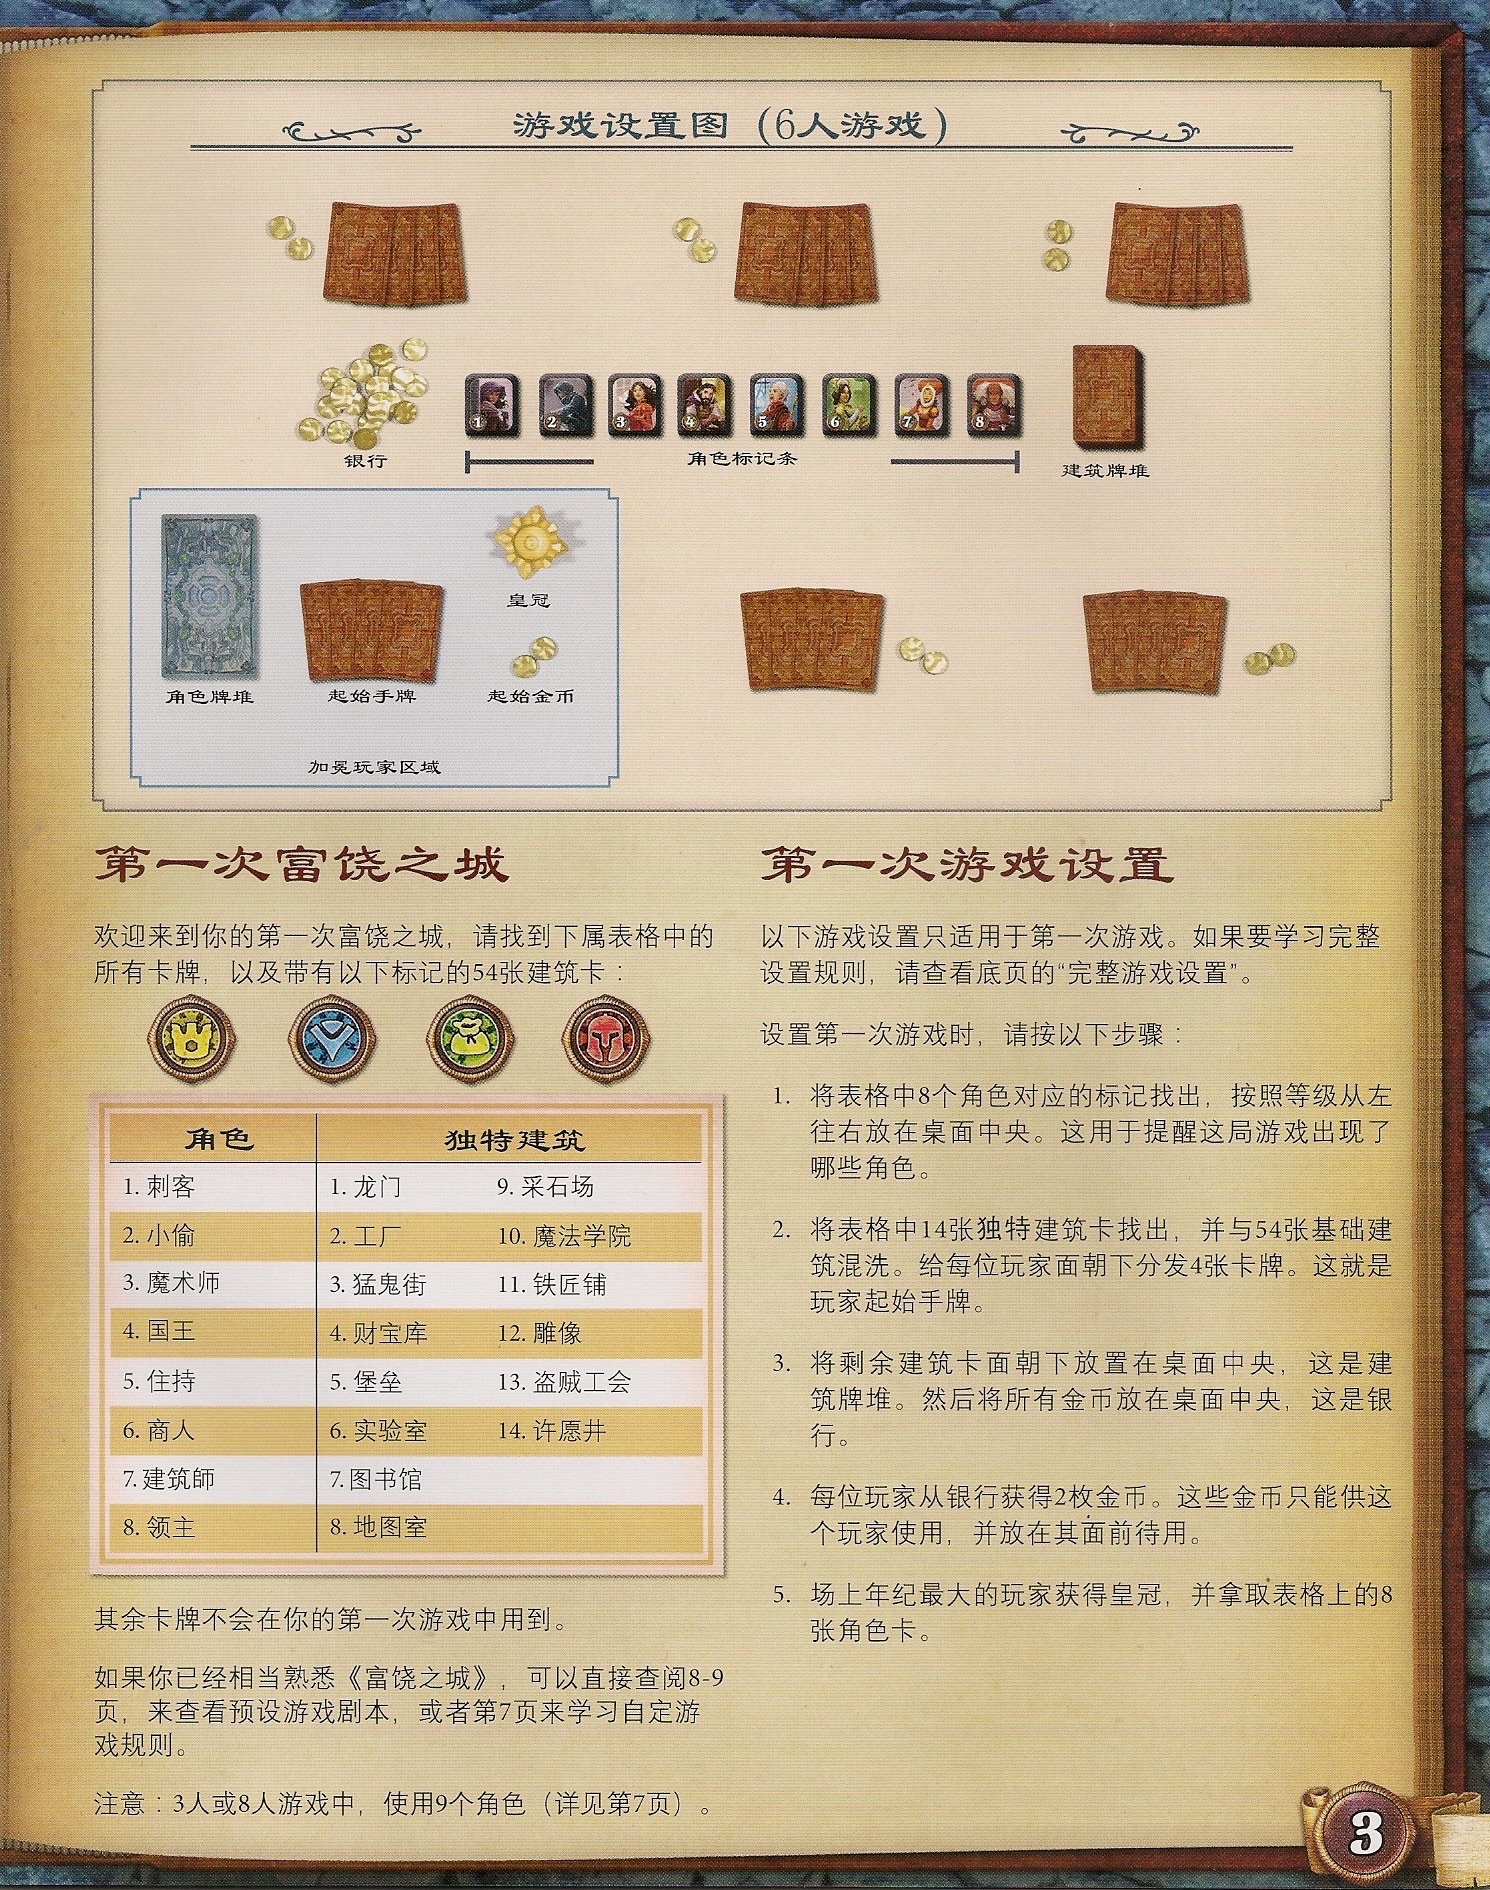 游戏设置图（6人游戏）
1
2
3
4
5
6
7
8
银行
角色标记条
建筑牌堆
皇冠
角色牌堆
起始手牌
起始金币
加冕玩家区域
第一次富饶之城
欢迎来到你的第一次富饶之城，请找到下属表格中的
所有卡牌，以及带有以下标记的54张建筑卡：
角色 独特建筑
1. 刺客 1. 龙门 9. 采石场
2. 小偷 2. 工厂 10. 魔法学院
3. 魔术师 3. 猛鬼街 11. 铁匠铺
4. 国王 4. 财宝库 12. 雕像
5. 住持 5. 堡垒 13. 盗贼工会
6. 商人 6. 实验室 14. 许愿井
7. 建筑師 7. 图书馆
8. 领主 8. 地图室
其余卡牌不会在你的第一次游戏中用到。
如果你已经相当熟悉《富饶之城》，可以直接查阅8-9
页，来查看预设游戏剧本，或者第7页来学习自定游
戏规则。
注意：3人或8人游戏中，使用9个角色（详见第7页）。
第一次游戏设置
以下游戏设置只适用于第一次游戏。如果要学习完整
设置规则，请查看底页的“完整游戏设置”。
设置第一次游戏时，请按以下步骤：
1. 将表格中8个角色对应的标记找出，按照等级从左
往右放在桌面中央。这用于提醒这局游戏出现了
哪些角色。
2. 将表格中14张独特建筑卡找出，并与54张基础建
筑混洗。给每位玩家面朝下分发4张卡牌。这就是
玩家起始手牌。
3. 将剩余建筑卡面朝下放置在桌面中央，这是建
筑牌堆。然后将所有金币放在桌面中央，这是银
行。
4. 每位玩家从银行获得2枚金币。这些金币只能供这
个玩家使用，并放在其面前待用。
5. 场上年纪最大的玩家获得皇冠，并拿取表格上的8
张角色卡。
3